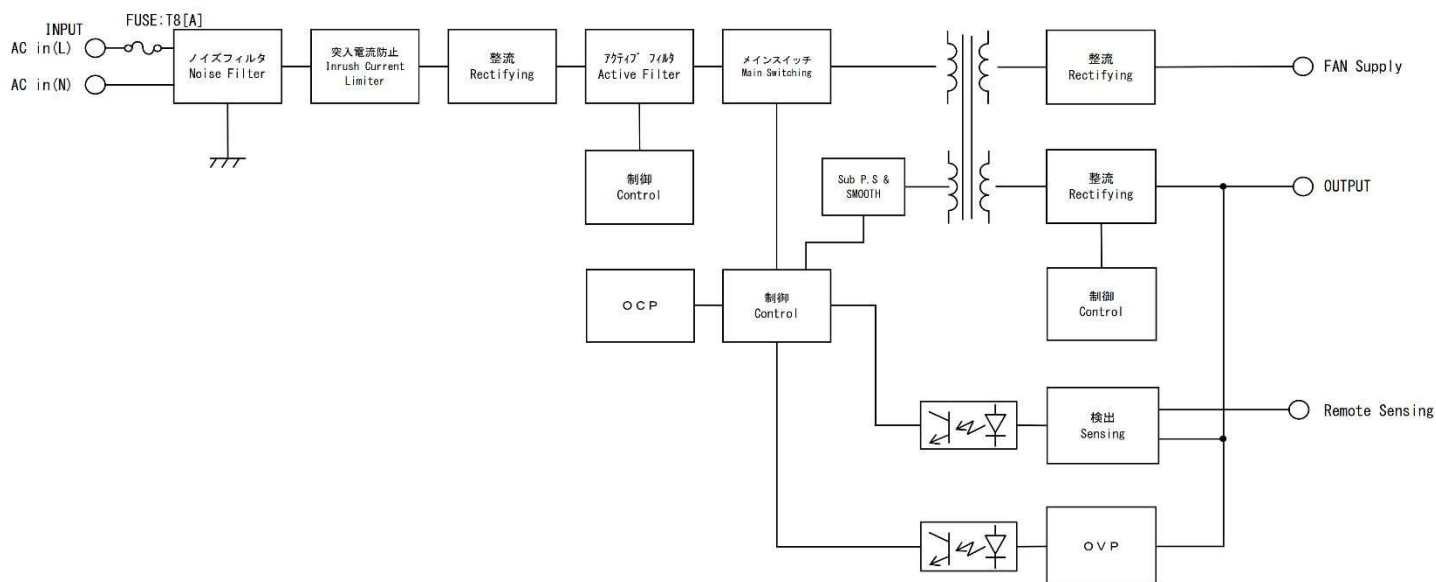 INPUT
FUSE:T8[A]
AC in(L)
AC in(N)
ノイズフィルタ
Noise Filter
突入電流防止
Inrush Current
Limiter
整流
Rectifying
アクティブ フィルタ
Active Filter
メインスイッチ
Main Switching
整流
Rectifying
FAN Supply
制御
Control
Sub P.S &
SMOOTH
整流
Rectifying
OUTPUT
OCP
制御
Control
制御
Control
検出
Sensing
Remote Sensing
OVP